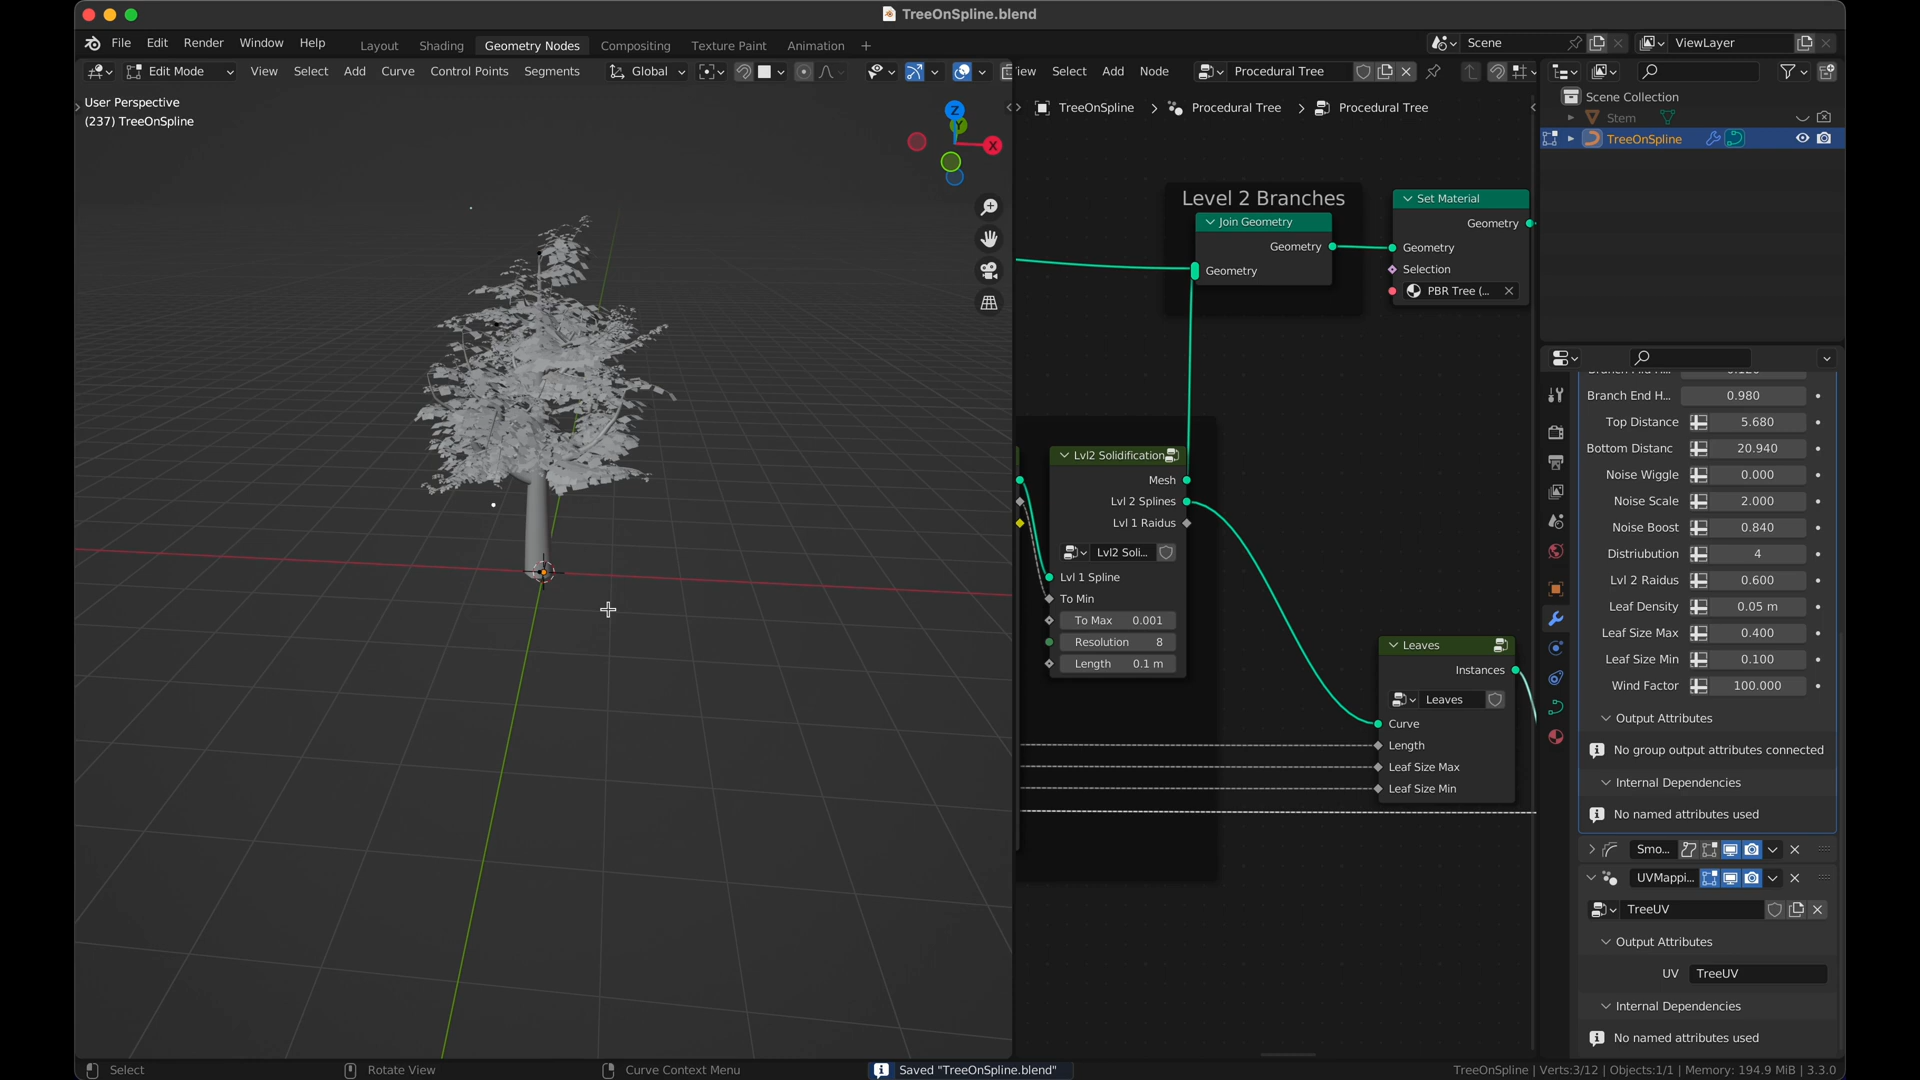 TreeOnSpline.blend
File Edit Render Window Help Layout Shading Geometry Nodes Compositing Texture Paint Animation + Scene ViewLayer
Edit Mode View Select Add Curve Control Points Segments Global iew Select Add Node Procedural Tree
User Perspective
(237) TreeOnSpline
Z
Y
X
TreeOnSpline > Procedural Tree > Procedural Tree
Level 2 Branches
Join Geometry
Geometry
Geometry
Set Material
Geometry
Geometry
Selection
PBR Tree (...
Lvl2 Solidification
Mesh
Lvl 2 Splines
Lvl 1 Raidus
Lvl2 Soli...
Lvl 1 Spline
To Min
To Max 0.001
Resolution 8
Length 0.1 m
Leaves
Instances
Leaves
Curve
Length
Leaf Size Max
Leaf Size Min
Scene Collection
Stem
TreeOnSpline
Branch End H... 0.980
Top Distance 5.680
Bottom Distanc 20.940
Noise Wiggle 0.000
Noise Scale 2.000
Noise Boost 0.840
Distriubution 4
Lvl 2 Raidus 0.600
Leaf Density 0.05 m
Leaf Size Max 0.400
Leaf Size Min 0.100
Wind Factor 100.000
Output Attributes
No group output attributes connected
Internal Dependencies
No named attributes used
Smo...
UVMappi...
TreeUV
Output Attributes
UV TreeUV
Internal Dependencies
No named attributes used
Select Rotate View Curve Context Menu Saved "TreeOnSpline.blend" TreeOnSpline | Verts:3/12 | Objects:1/1 | Memory: 194.9 MiB | 3.3.0